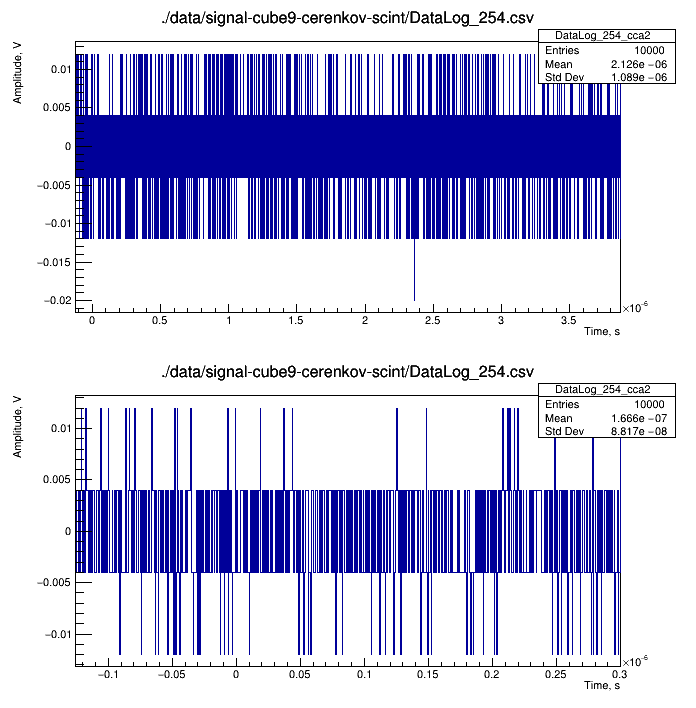 ./data/signal-cube9-cerenkov-scint/DataLog_254.csv
DataLog_254_cca2
Entries 10000
Mean 2.126e −06
Std Dev 1.089e −06
Amplitude, V
0.01
0.005
0
−0.005
−0.01
−0.015
−0.02
0 0.5 1 1.5 2 2.5 3 3.5
×10⁻⁶
Time, s
./data/signal-cube9-cerenkov-scint/DataLog_254.csv
DataLog_254_cca2
Entries 10000
Mean 1.666e −07
Std Dev 8.817e −08
Amplitude, V
0.01
0.005
0
−0.005
−0.01
−0.1 −0.05 0 0.05 0.1 0.15 0.2 0.25 0.3
×10⁻⁶
Time, s